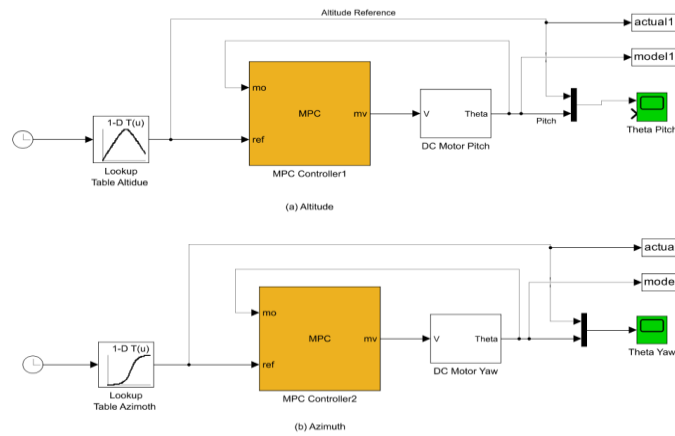 Altitude Reference
actual1
model1
mo
MPC
mv
ref
V
Theta
Pitch
1-D T(u)
Theta Pitch
DC Motor Pitch
Lookup
Table Altidue
MPC Controller1
(a) Altitude
actua
mode
mo
MPC
mv
ref
V
Theta
1-D T(u)
Theta Yaw
DC Motor Yaw
Lookup
Table Azimoth
MPC Controller2
(b) Azimuth